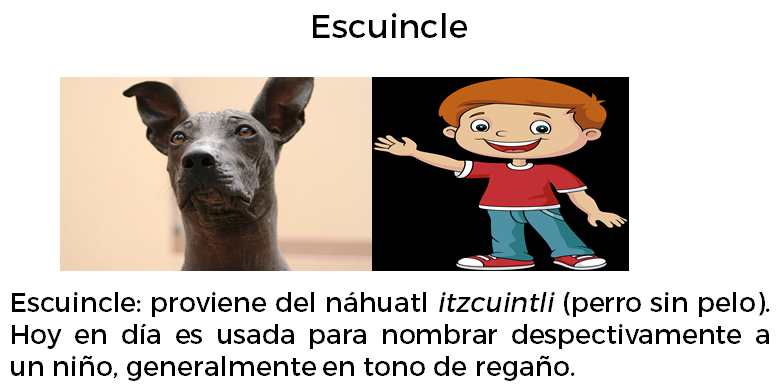 Escuincle
Escuincle: proviene del náhuatl itzcuintli (perro sin pelo).
Hoy en día es usada para nombrar despectivamente a
un niño, generalmente en tono de regaño.